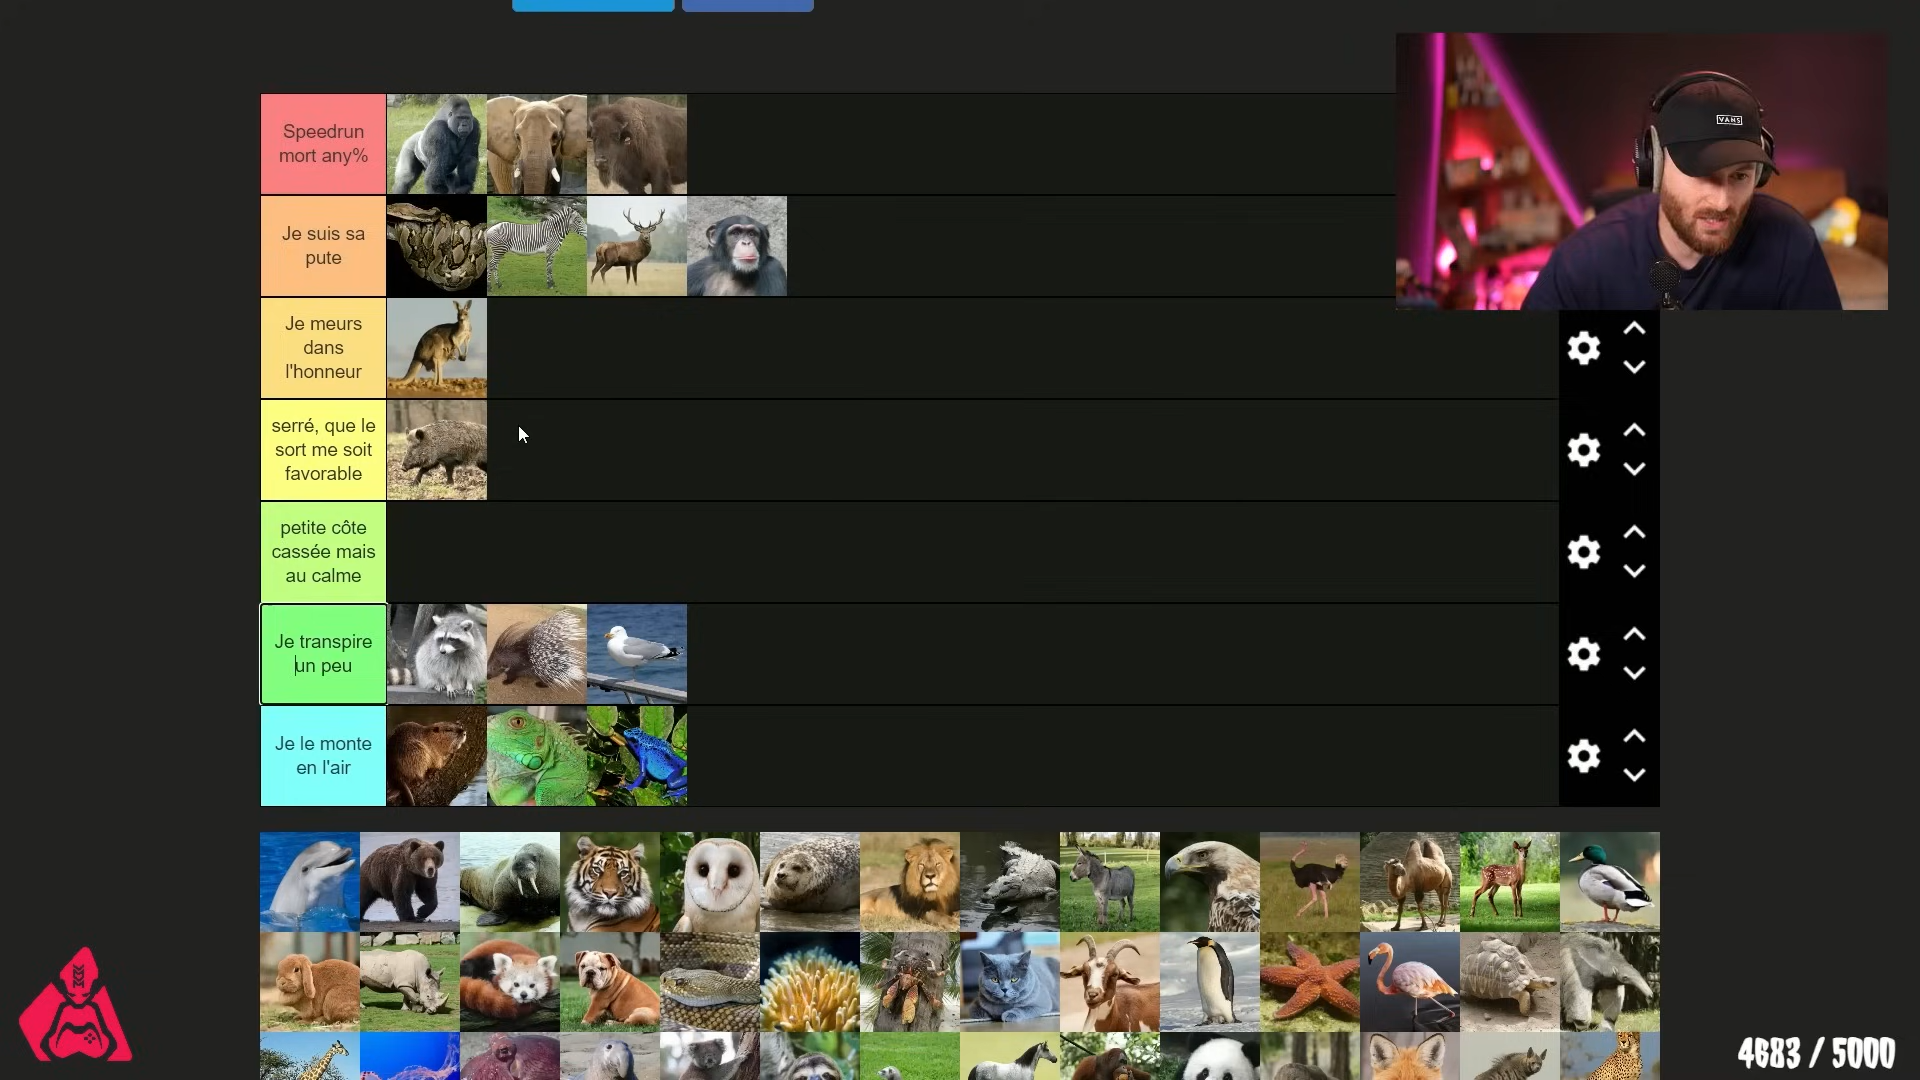 VANS
Speedrun
mort any%
Je suis sa
pute
Je meurs
dans
l'honneur
serré, que le
sort me soit
favorable
petite côte
cassée mais
au calme
Je transpire
un peu
Je le monte
en l'air
4683 / 5000